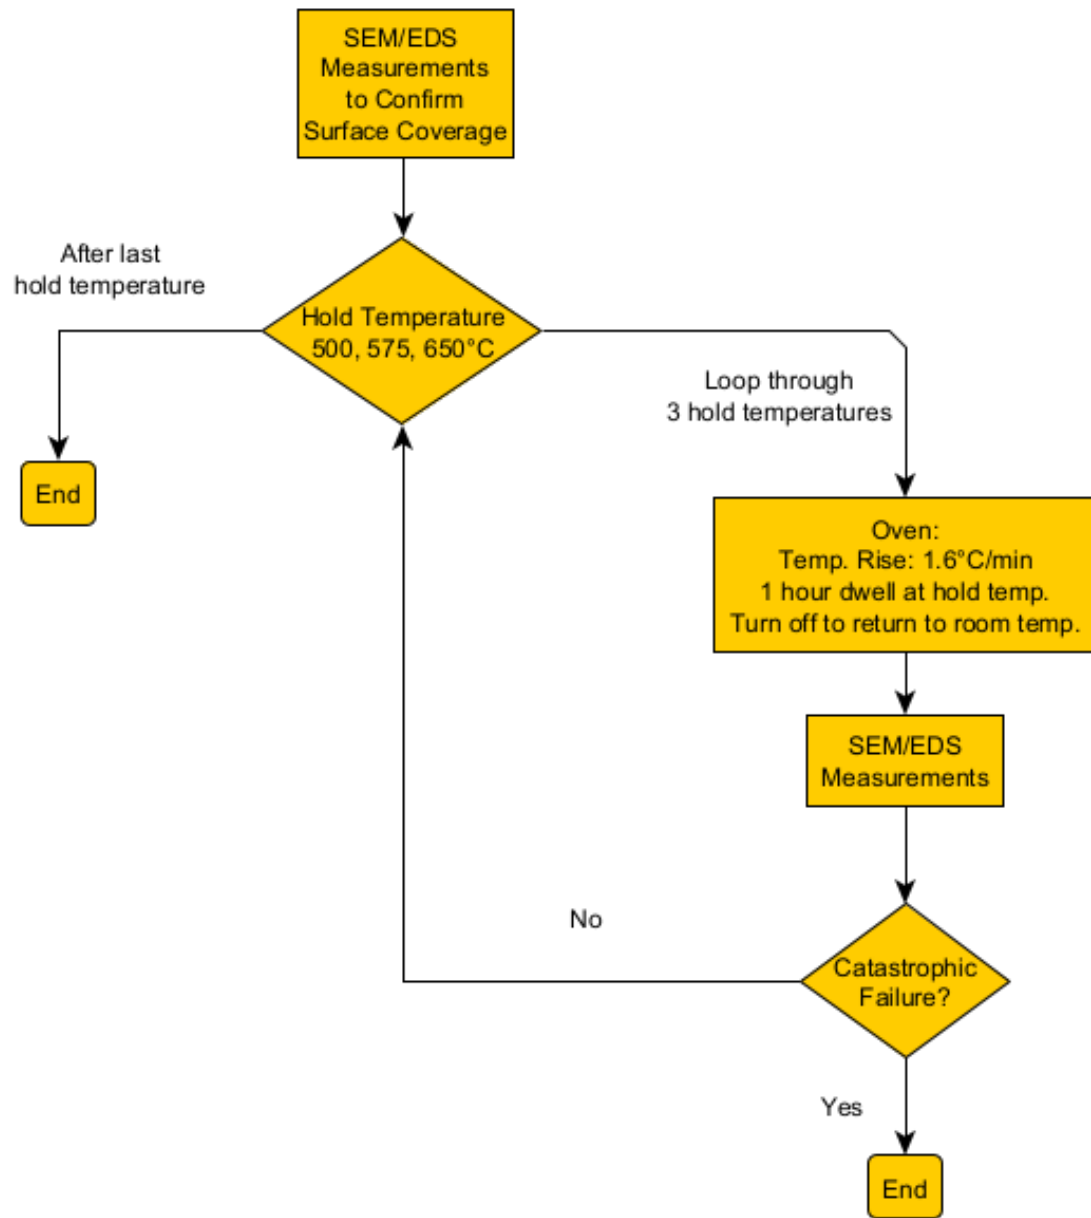 SEM/EDS
Measurements
to Confirm
Surface Coverage
After last
hold temperature
Hold Temperature
500, 575, 650°C
Loop through
3 hold temperatures
End
Oven:
Temp. Rise: 1.6°C/min
1 hour dwell at hold temp.
Turn off to return to room temp.
SEM/EDS
Measurements
No
Catastrophic
Failure?
Yes
End